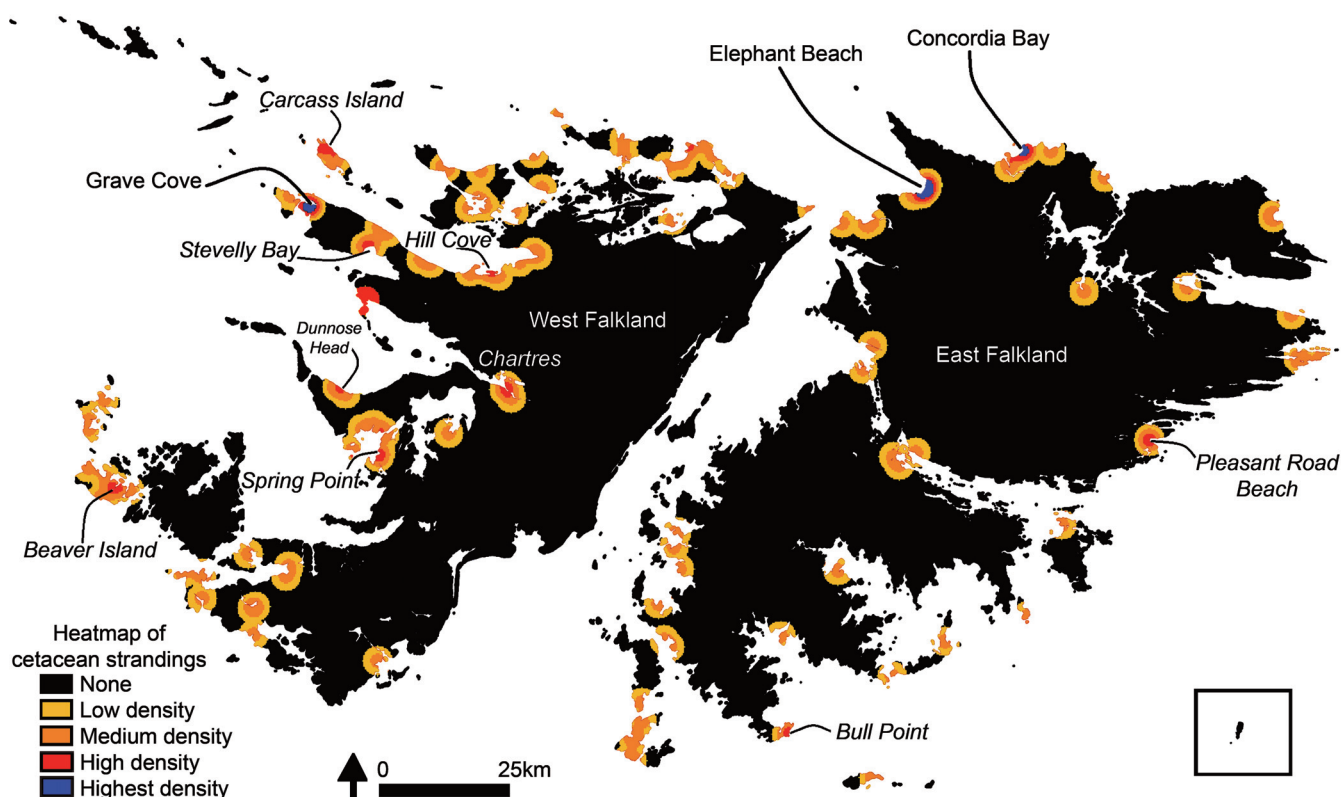 Concordia Bay
Elephant Beach
Carcass Island
Grave Cove
Stevelly Bay
Hill Cove
West Falkland
Dunnose
Head
Chartres
East Falkland
Spring Point
Pleasant Road
Beach
Beaver Island
Bull Point
Heatmap of
cetacean strandings
None
Low density
Medium density
High density
Highest density
0 25km